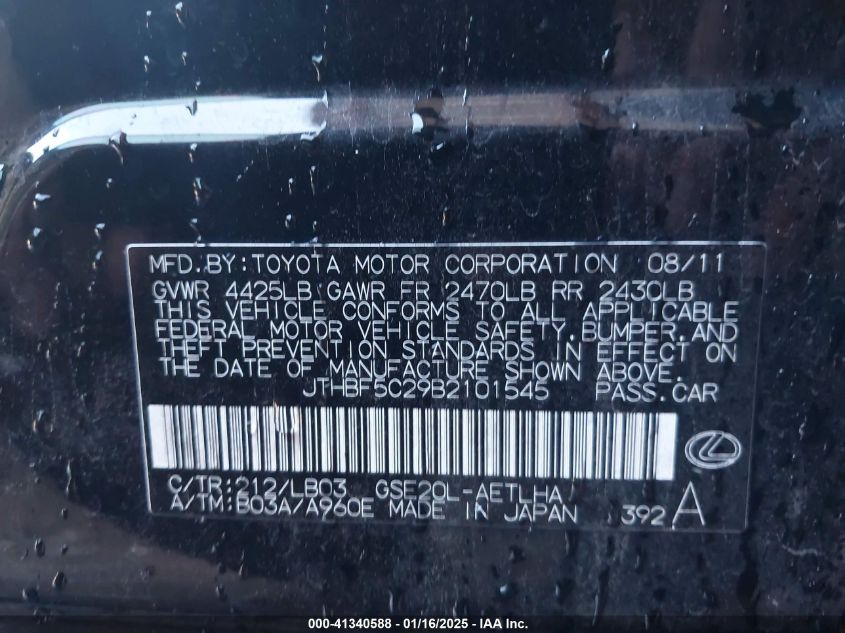 MFD.BY:TOYOTA MOTOR CORPORATION 08/11
GVWR 4425LB GAWR FR 2470LB RR 2430LB
THIS VEHICLE CONFORMS TO ALL APPLICABLE
FEDERAL MOTOR VEHICLE SAFETY,BUMPER,AND
THEFT PREVENTION STANDARDS IN EFFECT ON
THE DATE OF MANUFACTURE SHOWN ABOVE.
JTHBF5C29B2101545 PASS.CAR
C/TR:212/LB03 GSE20L-AETLHA
A/TM:B03A/A960E MADE IN JAPAN 392 A
000-41340588 - 01/16/2025 - IAA Inc.